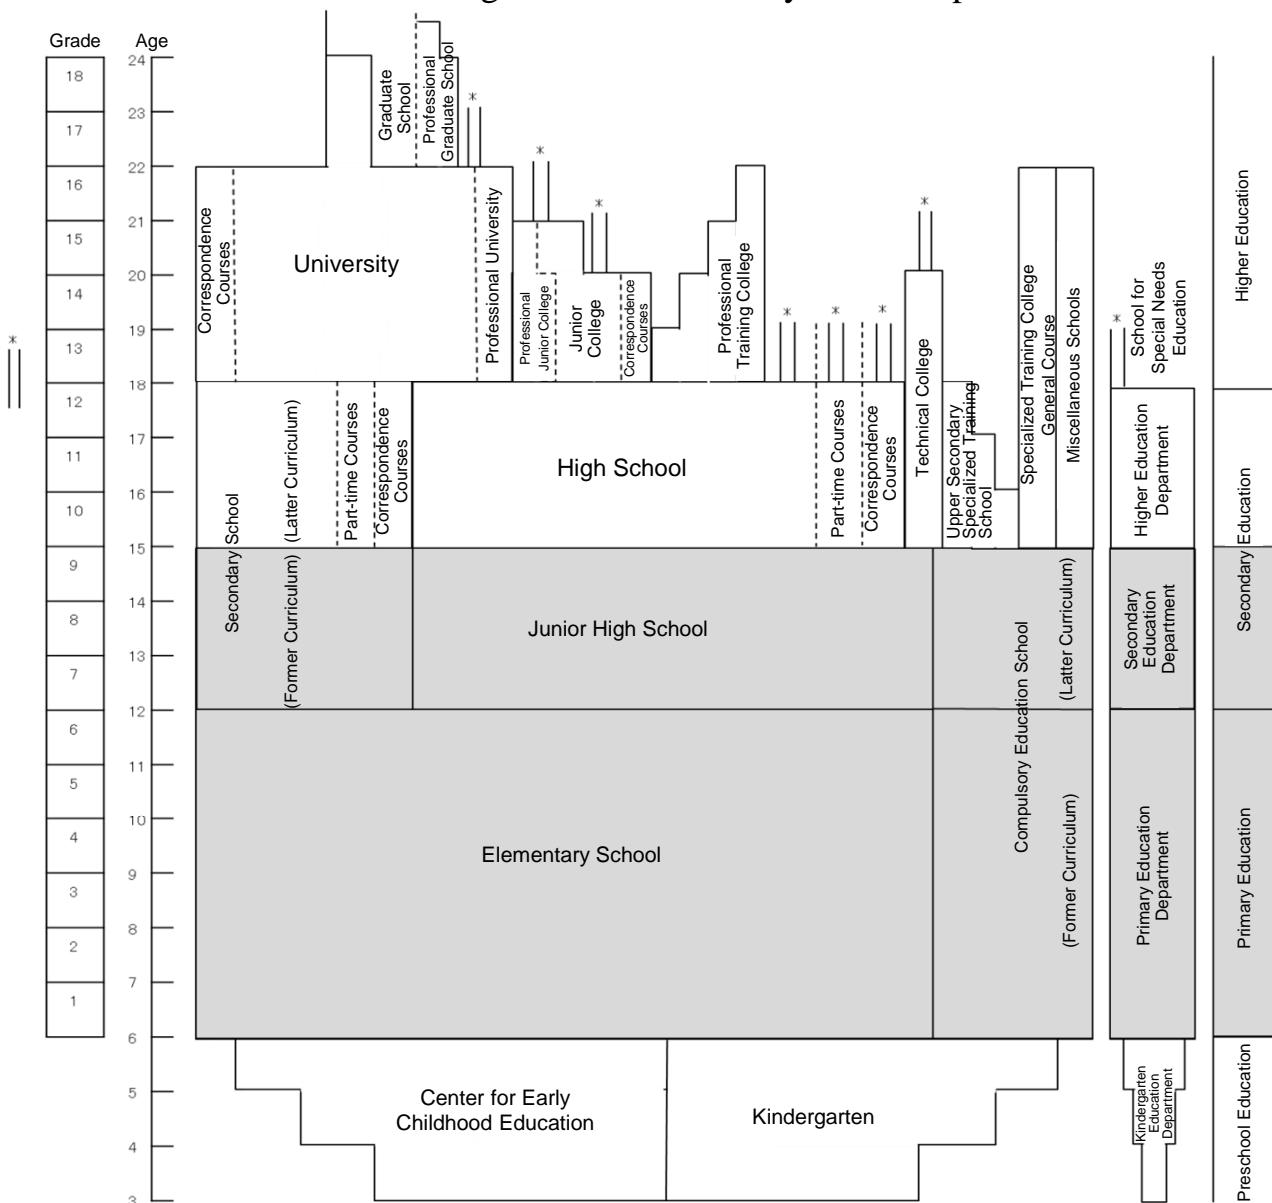 Grade
Age
24
18
23
17
22
16
21
15
20
14
19
13
18
12
17
11
16
10
15
9
14
8
13
7
12
6
11
5
10
4
9
3
8
2
7
1
6
5
4
3
*
Graduate
School
Professional
Graduate School
*
*
*
Correspondence
Courses
University
Professional University
Professional
Junior College
Junior
College
Correspondence
Courses
Professional
Training College
*
*
*
*
Technical College
Specialized Training College
General Course
Miscellaneous Schools
*
School for
Special Needs
Education
Higher Education
Secondary School
(Latter Curriculum)
(Former Curriculum)
Part-time Courses
Correspondence
Courses
High School
Part-time Courses
Correspondence
Courses
Upper Secondary
Specialized Training
School
Higher Education
Department
Secondary Education
Junior High School
Compulsory Education School
(Latter Curriculum)
(Former Curriculum)
Secondary
Education
Department
Elementary School
Primary Education
Department
Primary Education
Center for Early
Childhood Education
Kindergarten
Kindergarten
Education
Department
Preschool Education